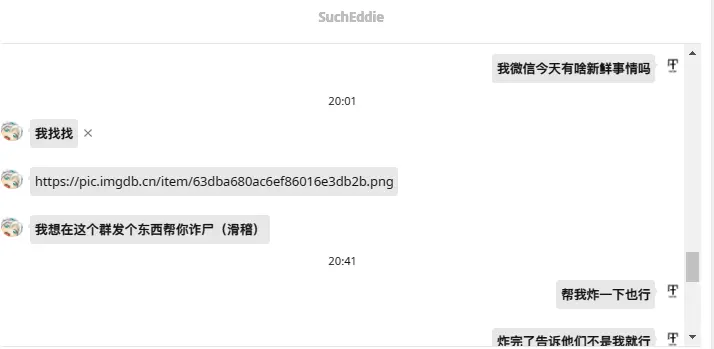 SuchEddie
我微信今天有啥新鲜事情吗
20:01
我找找
https://pic.imgdb.cn/item/63dba680ac6ef86016e3db2b.png
我想在这个群发个东西帮你诈尸（滑稽）
20:41
帮我炸一下也行
炸完了告诉他们不是我就行